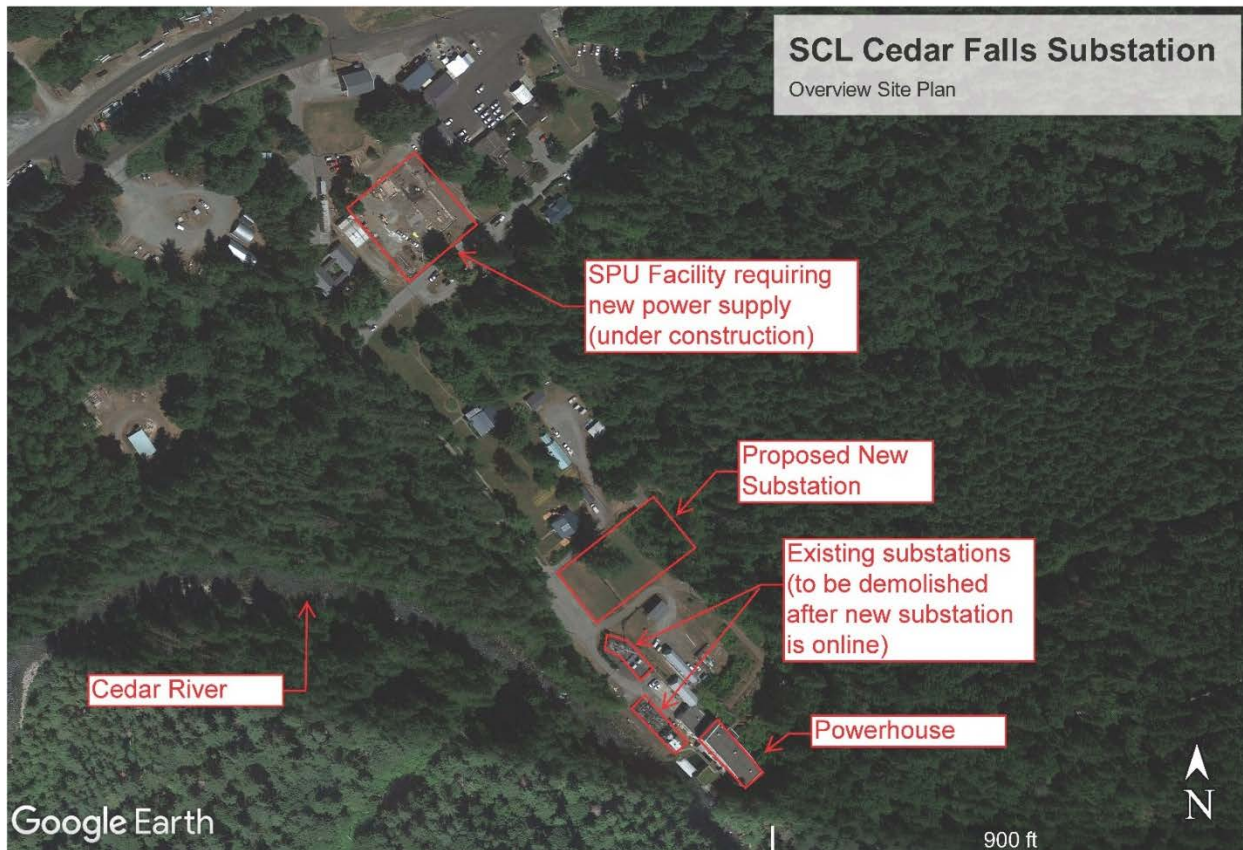 SCL Cedar Falls Substation
Overview Site Plan
SPU Facility requiring
new power supply
(under construction)
Proposed New
Substation
Existing substations
(to be demolished
after new substation
is online)
Cedar River
Powerhouse
N
Google Earth
900 ft